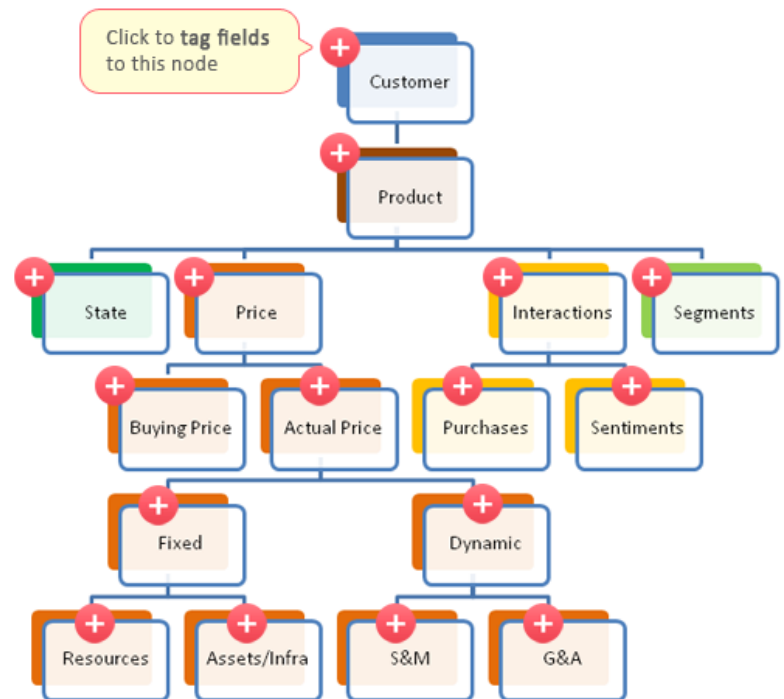 Click to tag fields
to this node
Customer
Product
State
Price
Interactions
Segments
Buying Price
Actual Price
Purchases
Sentiments
Fixed
Dynamic
Resources
Assets/Infra
S&M
G&A